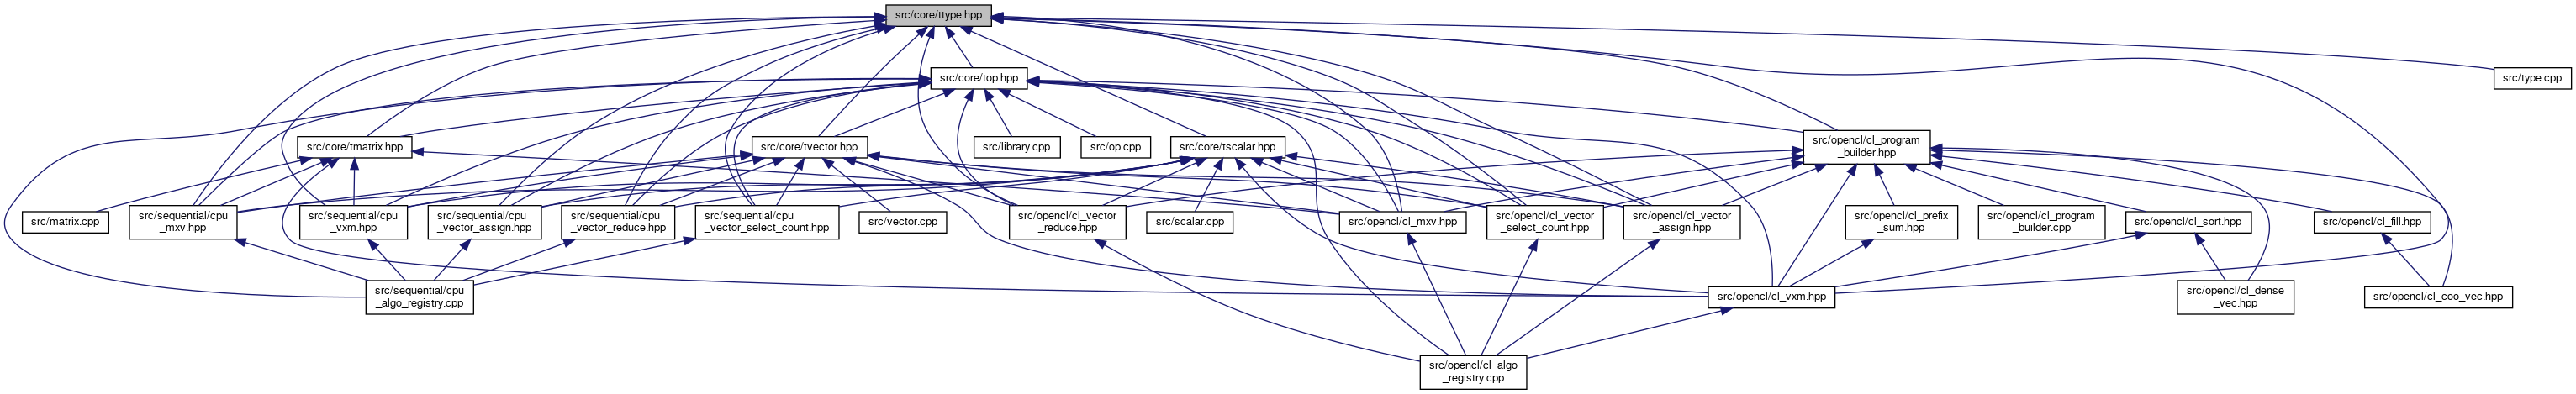 src/core/ttype.hpp
src/core/top.hpp
src/type.cpp
src/core/tmatrix.hpp
src/core/tvector.hpp
src/library.cpp
src/op.cpp
src/core/tscalar.hpp
src/opencl/cl_program
_builder.hpp
src/matrix.cpp
src/sequential/cpu
_mxv.hpp
src/sequential/cpu
_vxm.hpp
src/sequential/cpu
_vector_assign.hpp
src/sequential/cpu
_vector_reduce.hpp
src/sequential/cpu
_vector_select_count.hpp
src/vector.cpp
src/opencl/cl_vector
_reduce.hpp
src/scalar.cpp
src/opencl/cl_mxv.hpp
src/opencl/cl_vector
_select_count.hpp
src/opencl/cl_vector
_assign.hpp
src/opencl/cl_prefix
_sum.hpp
src/opencl/cl_program
_builder.cpp
src/opencl/cl_sort.hpp
src/opencl/cl_fill.hpp
src/sequential/cpu
_algo_registry.cpp
src/opencl/cl_vxm.hpp
src/opencl/cl_dense
_vec.hpp
src/opencl/cl_coo_vec.hpp
src/opencl/cl_algo
_registry.cpp